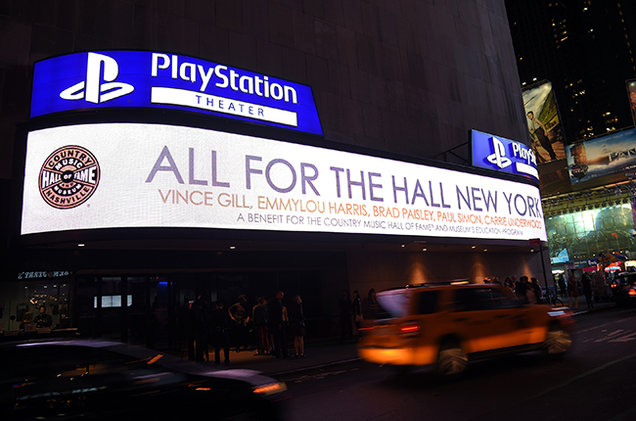 PlayStation
THEATER
COUNTRY
MUSIC
HALL OF FAME
MUSEUM
NASHVILLE
ALL FOR THE HALL NEW YORK
VINCE GILL, EMMYLOU HARRIS, BRAD PAISLEY, PAUL SIMON, CARRIE UNDERWOOD
A BENEFIT FOR THE COUNTRY MUSIC HALL OF FAME® AND MUSEUM'S EDUCATION PROGRAM